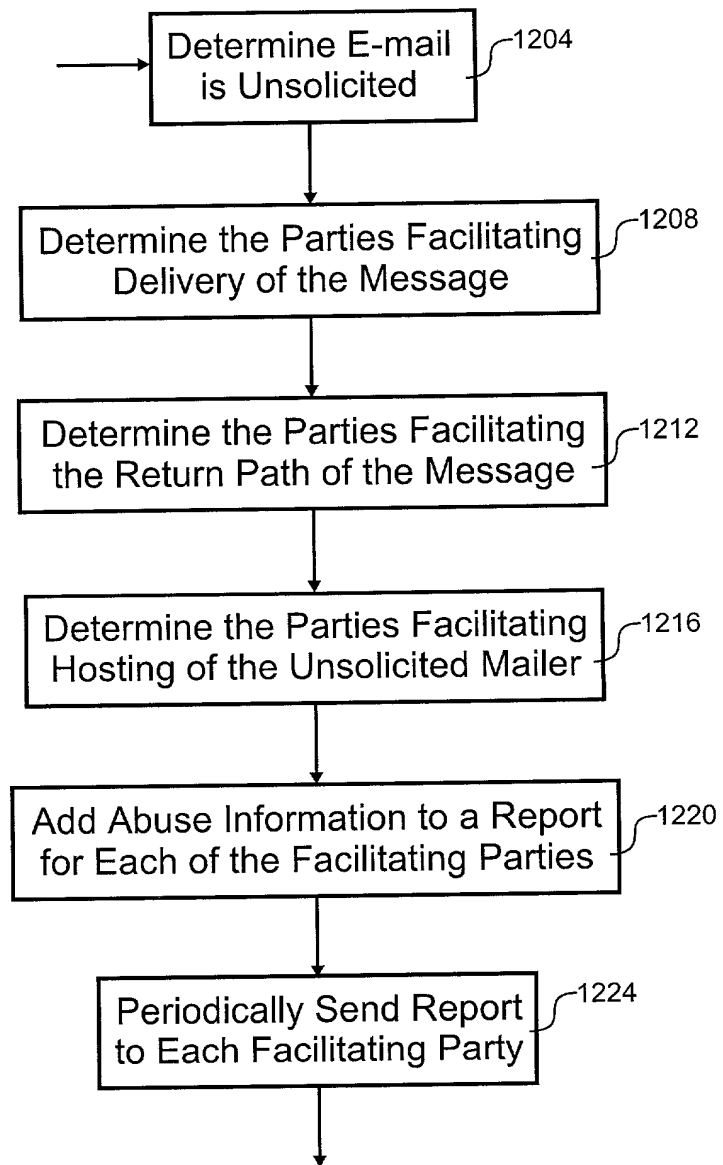 Determine E-mail
is Unsolicited
1204
Determine the Parties Facilitating
Delivery of the Message
1208
Determine the Parties Facilitating
the Return Path of the Message
1212
Determine the Parties Facilitating
Hosting of the Unsolicited Mailer
1216
Add Abuse Information to a Report
for Each of the Facilitating Parties
1220
Periodically Send Report
to Each Facilitating Party
1224